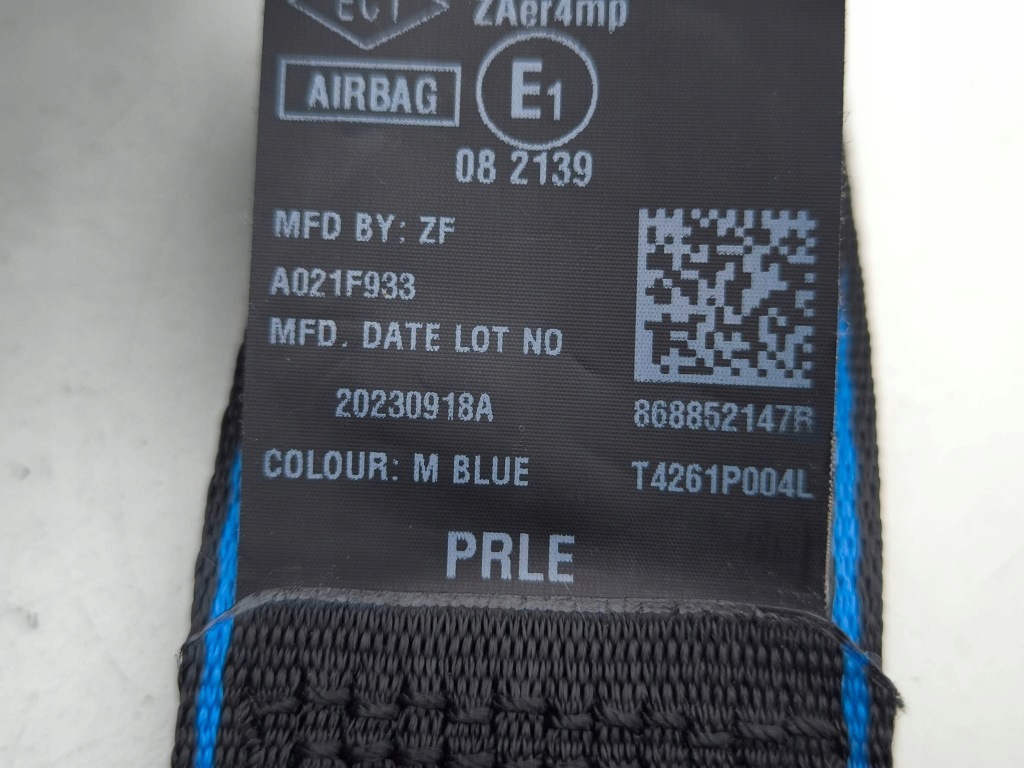 ZAer4mp
AIRBAG
E1
08 2139
MFD BY: ZF
A021F933
MFD. DATE LOT NO
20230918A
868852147R
COLOUR: M BLUE
T4261P004L
PRLE